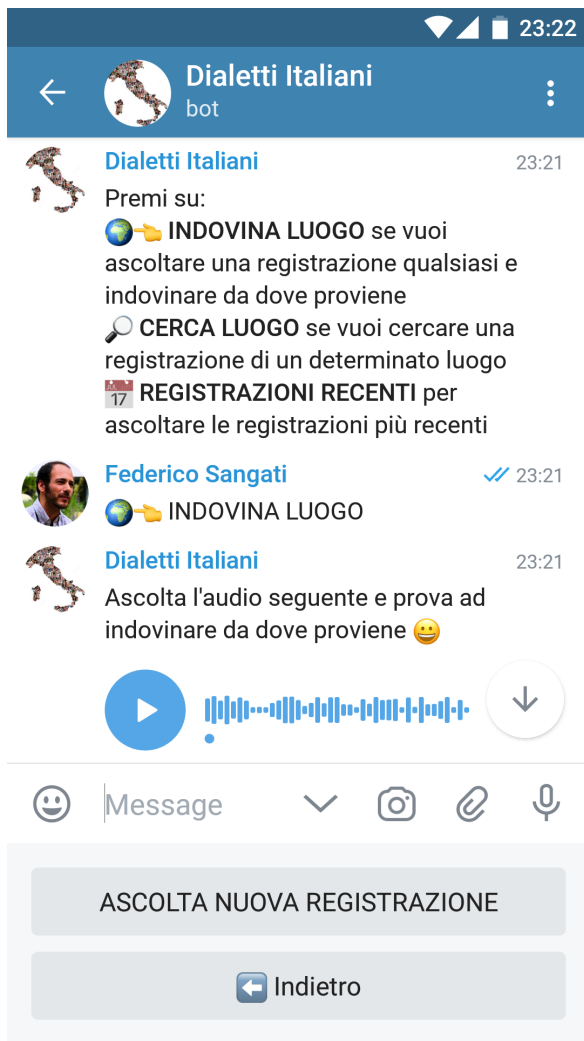 23:22
Dialetti Italiani
bot
Dialetti Italiani 23:21
Premi su:
🌍👈 INDOVINA LUOGO se vuoi
ascoltare una registrazione qualsiasi e
indovinare da dove proviene
🔎 CERCA LUOGO se vuoi cercare una
registrazione di un determinato luogo
📅 REGISTRAZIONI RECENTI per
ascoltare le registrazioni più recenti
Federico Sangati 23:21
🌍👈 INDOVINA LUOGO
Dialetti Italiani 23:21
Ascolta l'audio seguente e prova ad
indovinare da dove proviene 😀
Message
ASCOLTA NUOVA REGISTRAZIONE
⬅️ Indietro